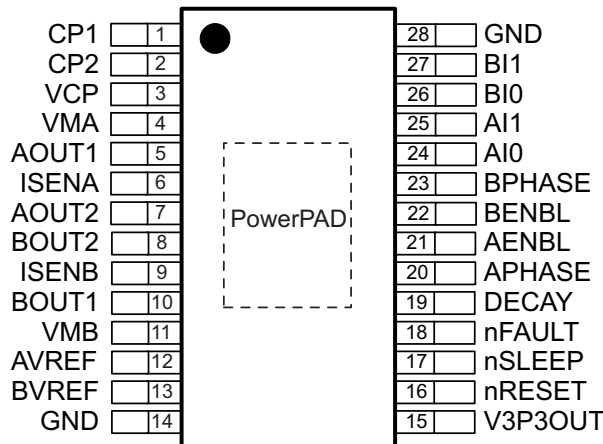 CP1 1 28 GND
CP2 2 27 BI1
VCP 3 26 BI0
VMA 4 25 AI1
AOUT1 5 24 AI0
ISENA 6 23 BPHASE
AOUT2 7 PowerPAD 22 BENBL
BOUT2 8 21 AENBL
ISENB 9 20 APHASE
BOUT1 10 19 DECAY
VMB 11 18 nFAULT
AVREF 12 17 nSLEEP
BVREF 13 16 nRESET
GND 14 15 V3P3OUT